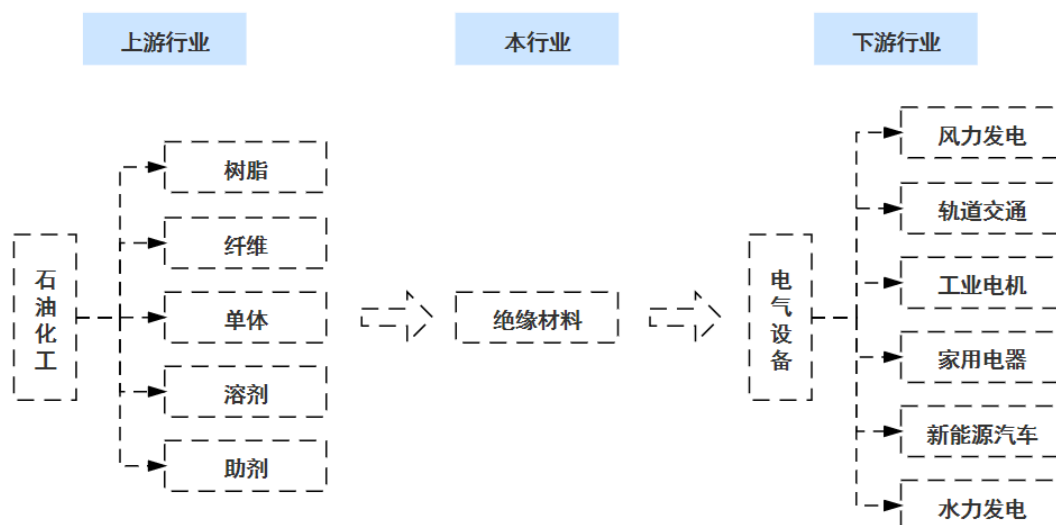 上游行业
本行业
下游行业
石油化工
树脂
纤维
单体
溶剂
助剂
绝缘材料
电气设备
风力发电
轨道交通
工业电机
家用电器
新能源汽车
水力发电